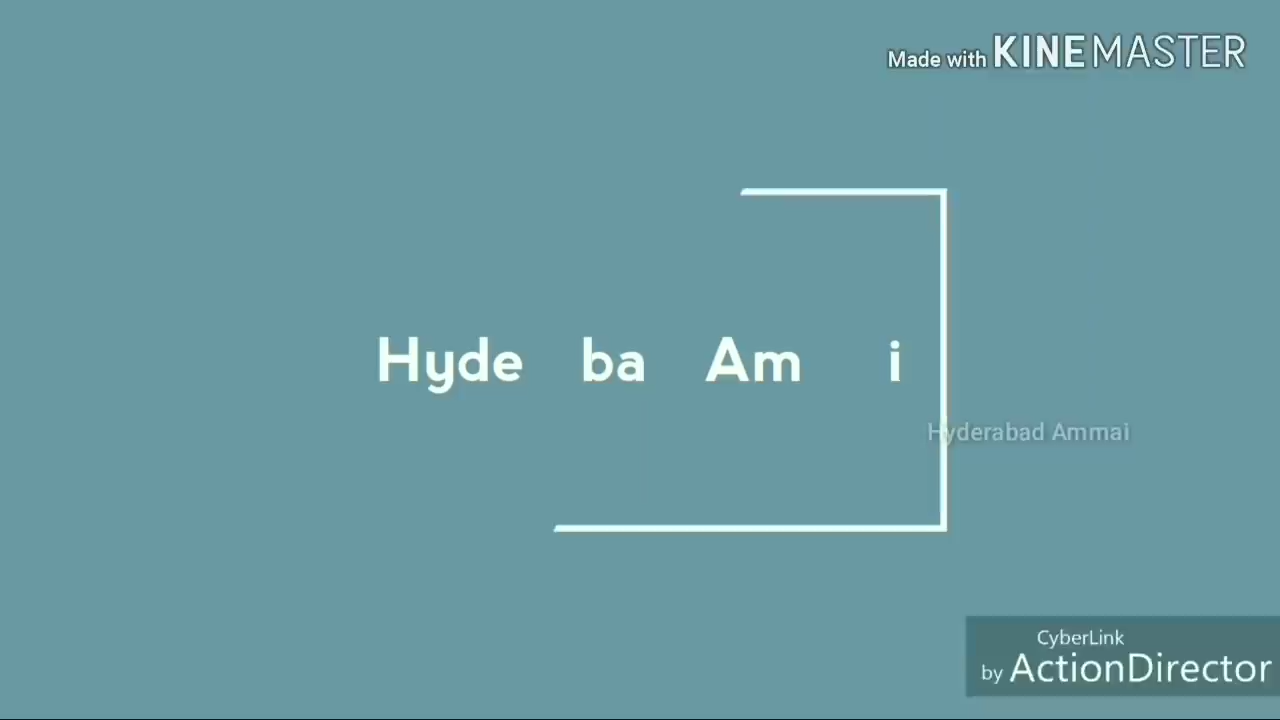 Made with KINEMASTER
Hyde ba Am i
Hyderabad Ammai
CyberLink
by ActionDirector